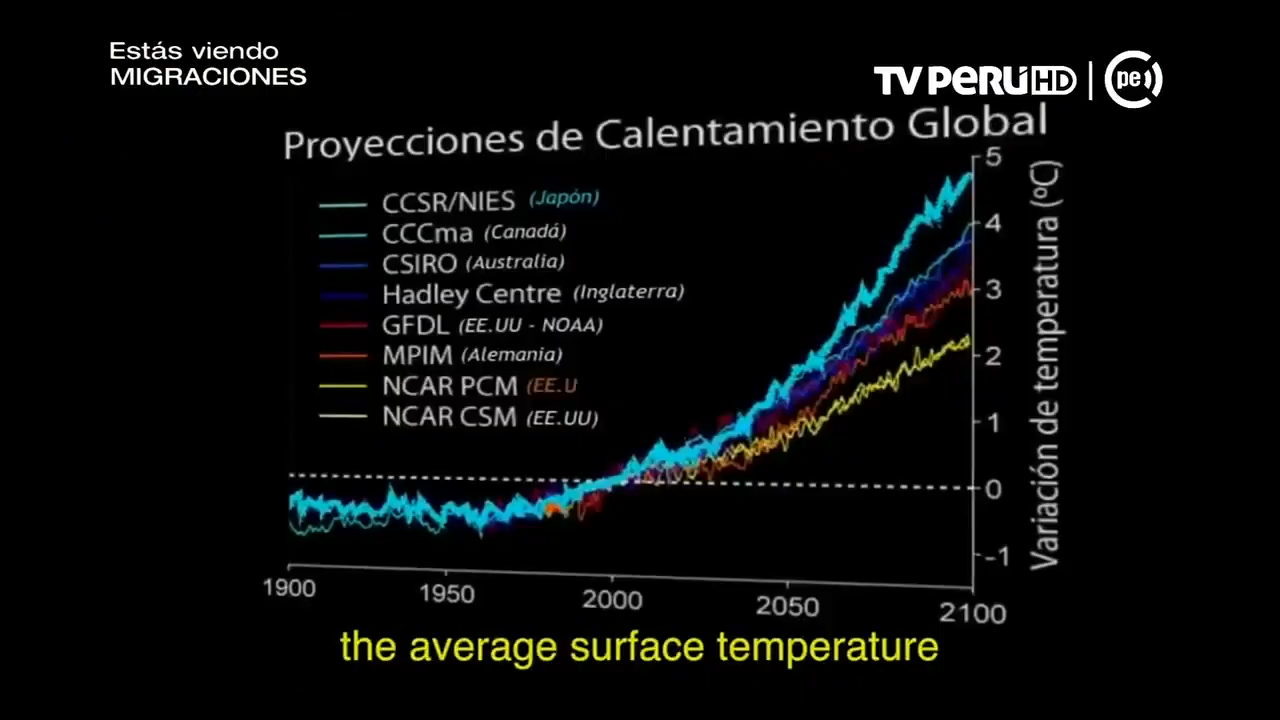 Estás viendo
MIGRACIONES
TV PERÚ HD | pe
Proyecciones de Calentamiento Global
CCSR/NIES (Japón)
CCCma (Canadá)
CSIRO (Australia)
Hadley Centre (Inglaterra)
GFDL (EE.UU - NOAA)
MPIM (Alemania)
NCAR PCM (EE.U
NCAR CSM (EE.UU)
5
4
3
2
1
0
-1
Variación de temperatura (ºC)
1900
1950
2000
2050
2100
the average surface temperature